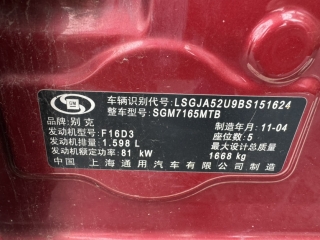 车辆识别代号: LSGJA52U9BS151624
整车型号: SGM7165MTB
品牌: 别克 制造年月: 11-04
发动机型号: F16D3 座位数: 5
发动机排量: 1.598 L 最大设计总质量
发动机额定功率: 81 kW 1668 kg
中国 上海通用汽车有限公司制造